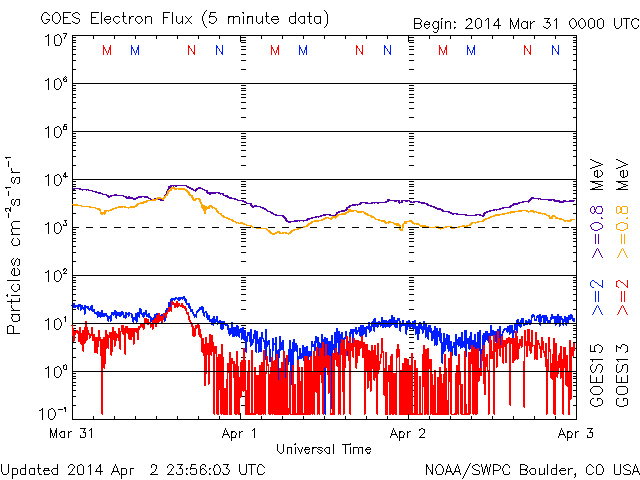 GOES Electron Flux (5 minute data)
Begin: 2014 Mar 31 0000 UTC
M M N N M M N N M M N N
10⁷
10⁶
10⁵
10⁴
10³
10²
10¹
10⁰
10⁻¹
Particles cm⁻²s⁻¹sr⁻¹
GOES15 >=2 >=0.8 MeV
GOES13 >=2 >=0.8 MeV
Mar 31 Apr 1 Apr 2 Apr 3
Universal Time
Updated 2014 Apr 2 23:56:03 UTC
NOAA/SWPC Boulder, CO USA